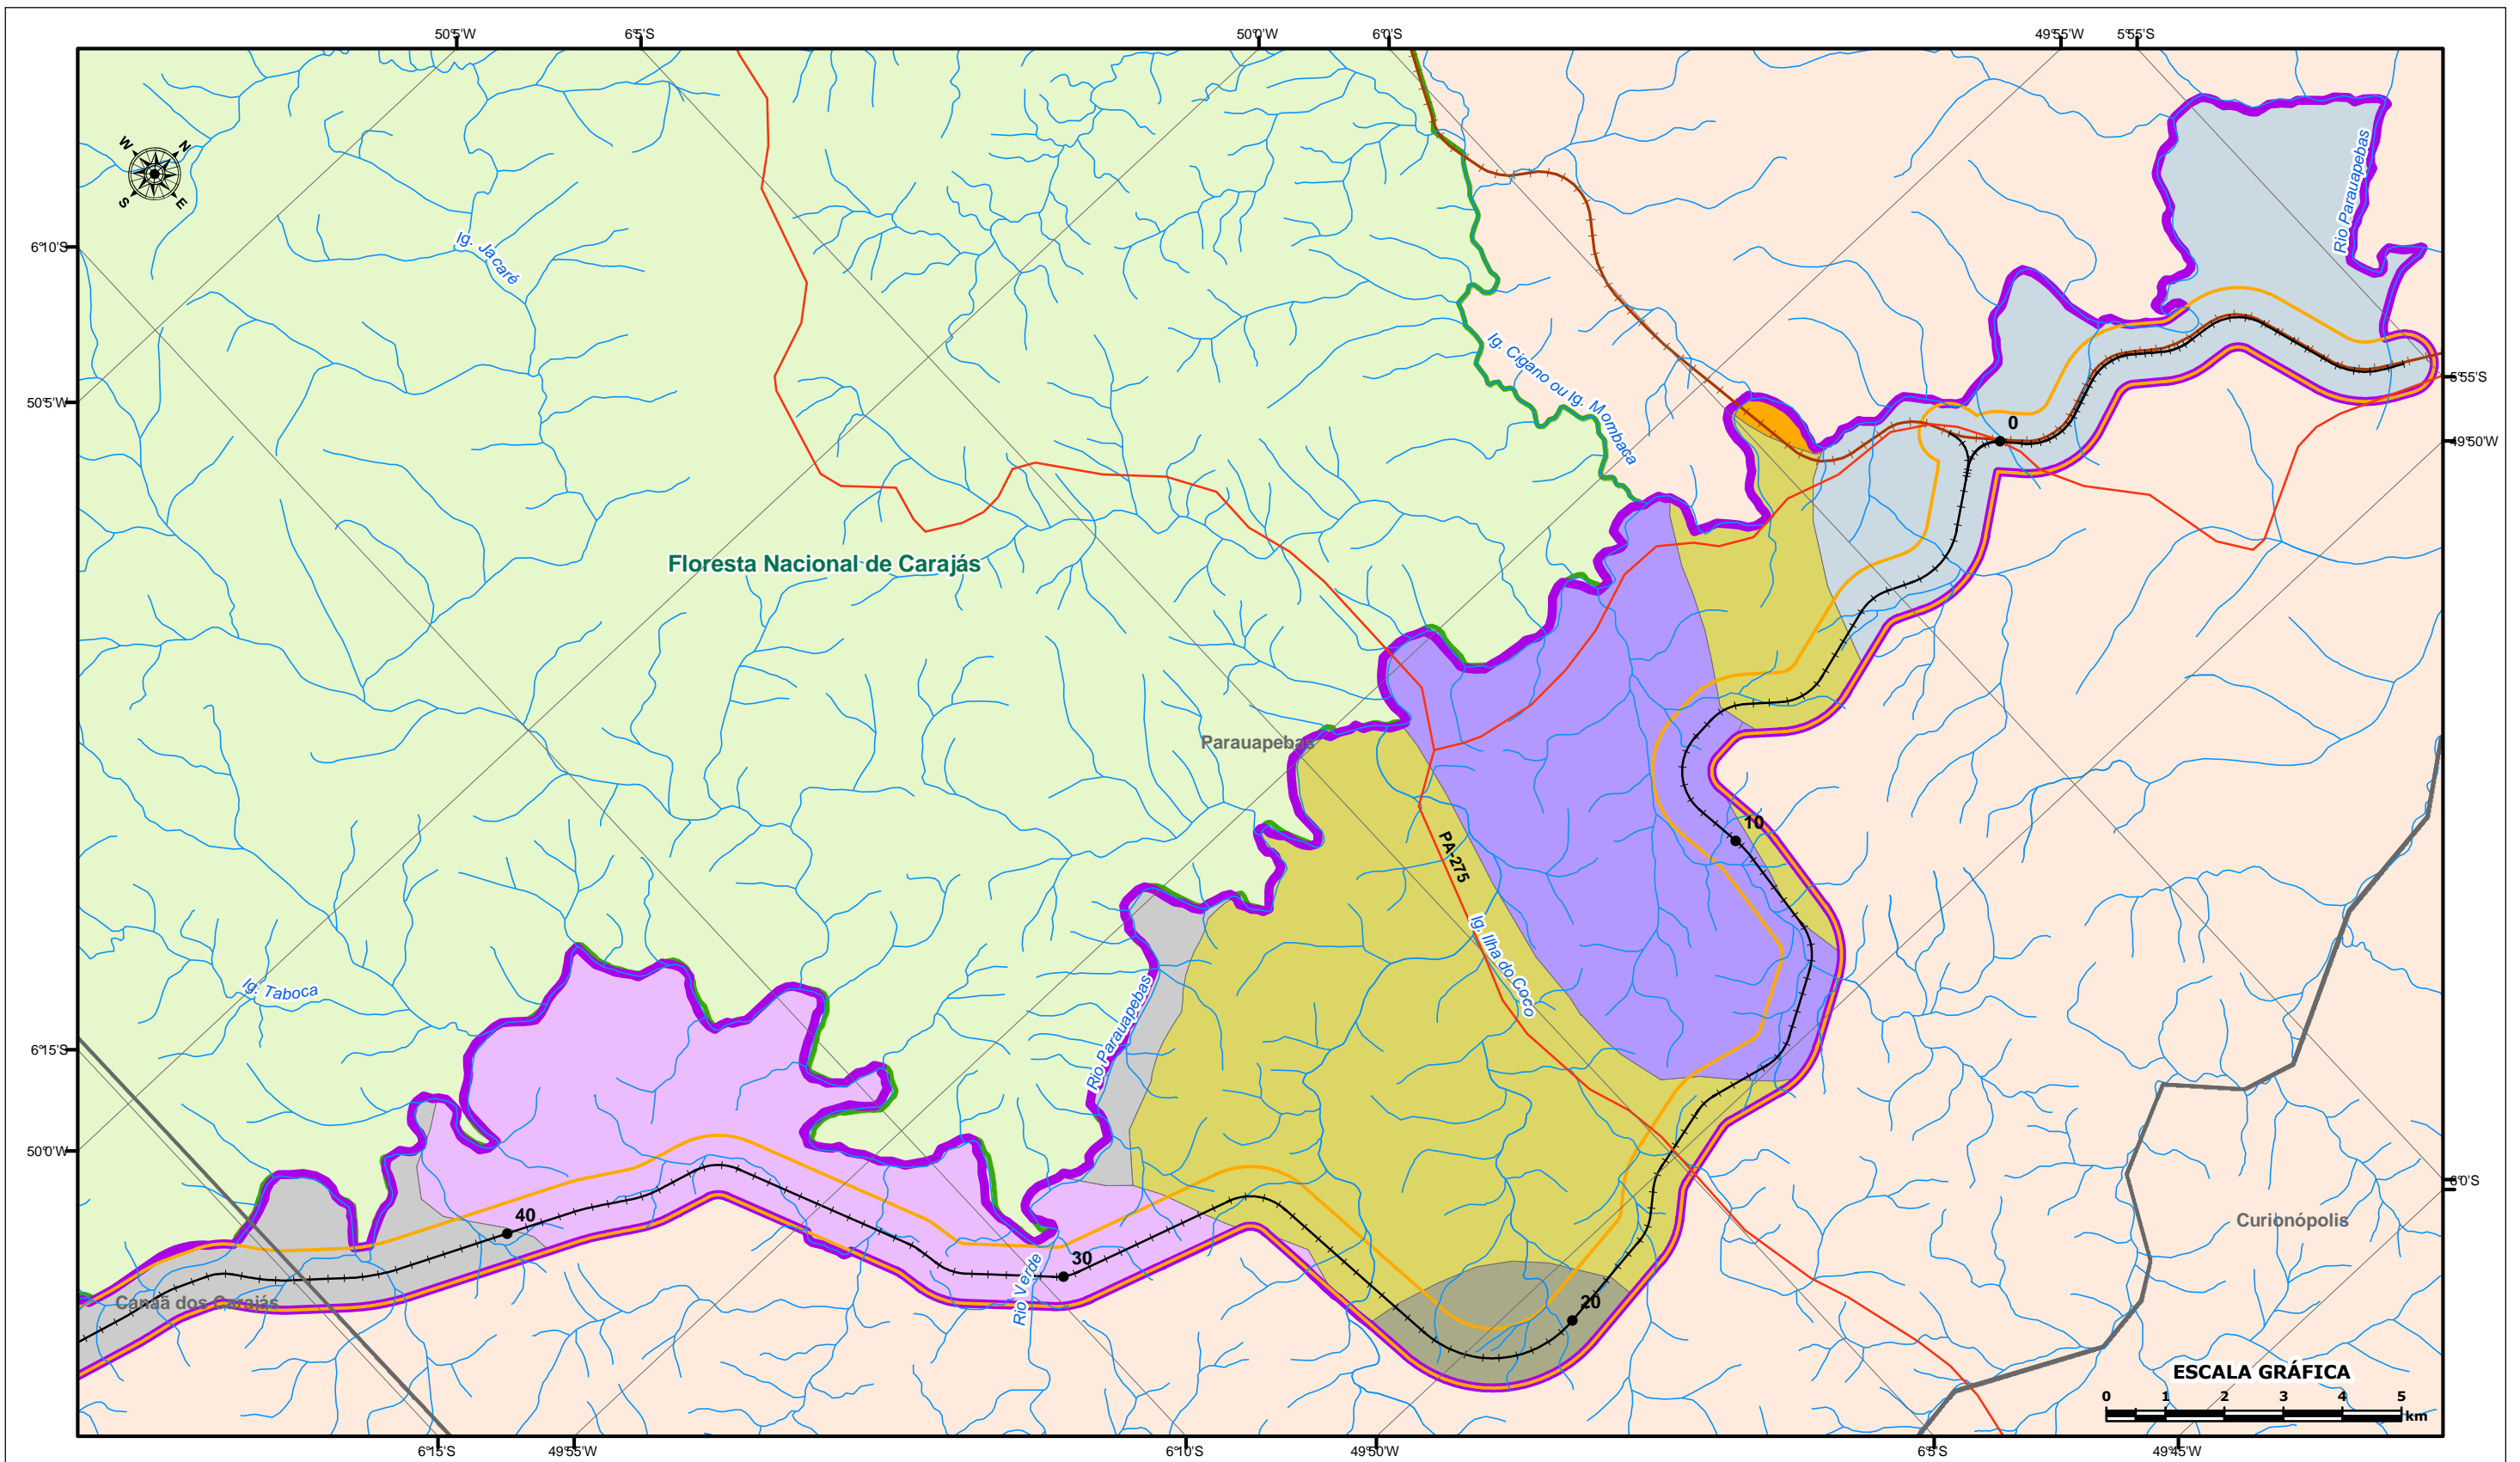 50°5'W
6°5'S
50°0'W
6°0'S
49°55'W
5°55'S
W
N
S
E
6°10'S
50°5'W
6°15'S
50°0'W
5°55'S
49°50'W
6°0'S
Ig. Jacaré
Rio Parauapebas
Ig. Cigano ou Ig. Mombaca
0
Floresta Nacional de Carajás
Parauapebas
10
PA-275
Ig. Ilha do Coco
Ig. Taboca
Rio Parauapebas
40
30
Rio Verde
20
Canaã dos Carajás
Curionópolis
ESCALA GRÁFICA
0 1 2 3 4 5
km
6°15'S
49°55'W
6°10'S
49°50'W
6°5'S
49°45'W